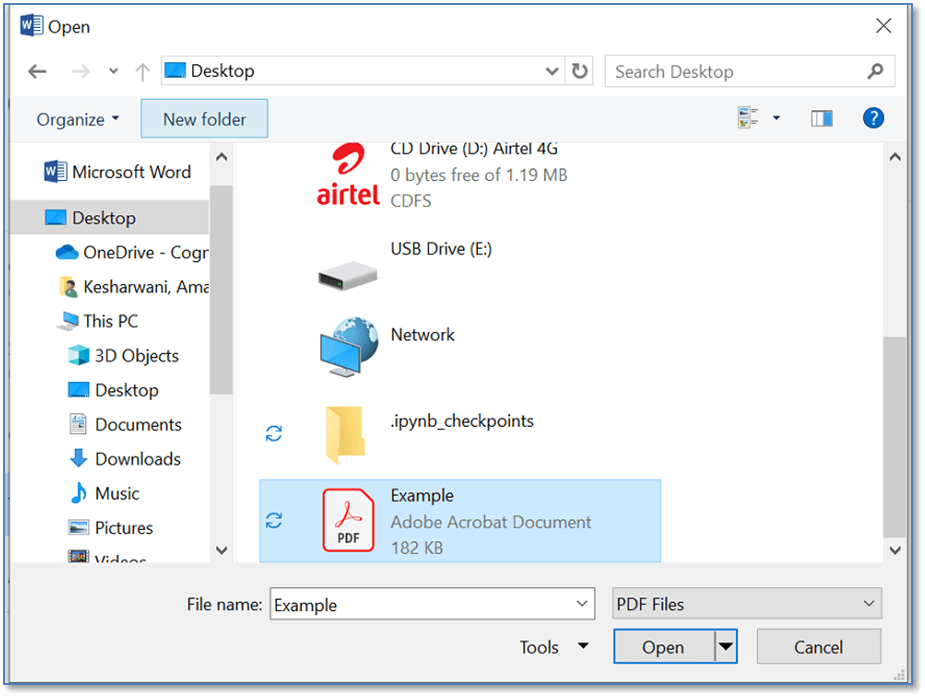 Open
Desktop
Search Desktop
Organize
New folder
?
Microsoft Word
Desktop
OneDrive - Cogr
Kesharwani, Ama
This PC
3D Objects
Desktop
Documents
Downloads
Music
Pictures
Videos
CD Drive (D:) Airtel 4G
airtel
0 bytes free of 1.19 MB
CDFS
USB Drive (E:)
Network
.ipynb_checkpoints
Example
PDF
Adobe Acrobat Document
182 KB
File name: Example
PDF Files
Tools
Open
Cancel